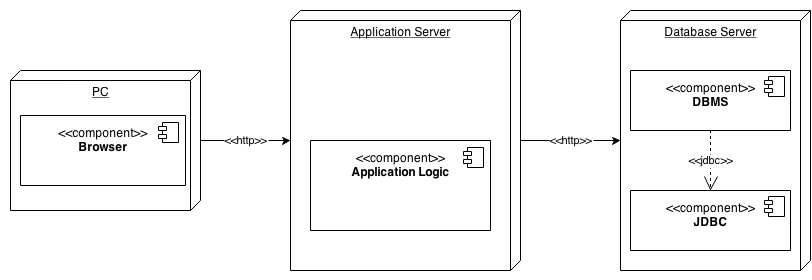 PC
<<component>>
Browser
<<http>>
Application Server
<<component>>
Application Logic
<<http>>
Database Server
<<component>>
DBMS
<<jdbc>>
<<component>>
JDBC